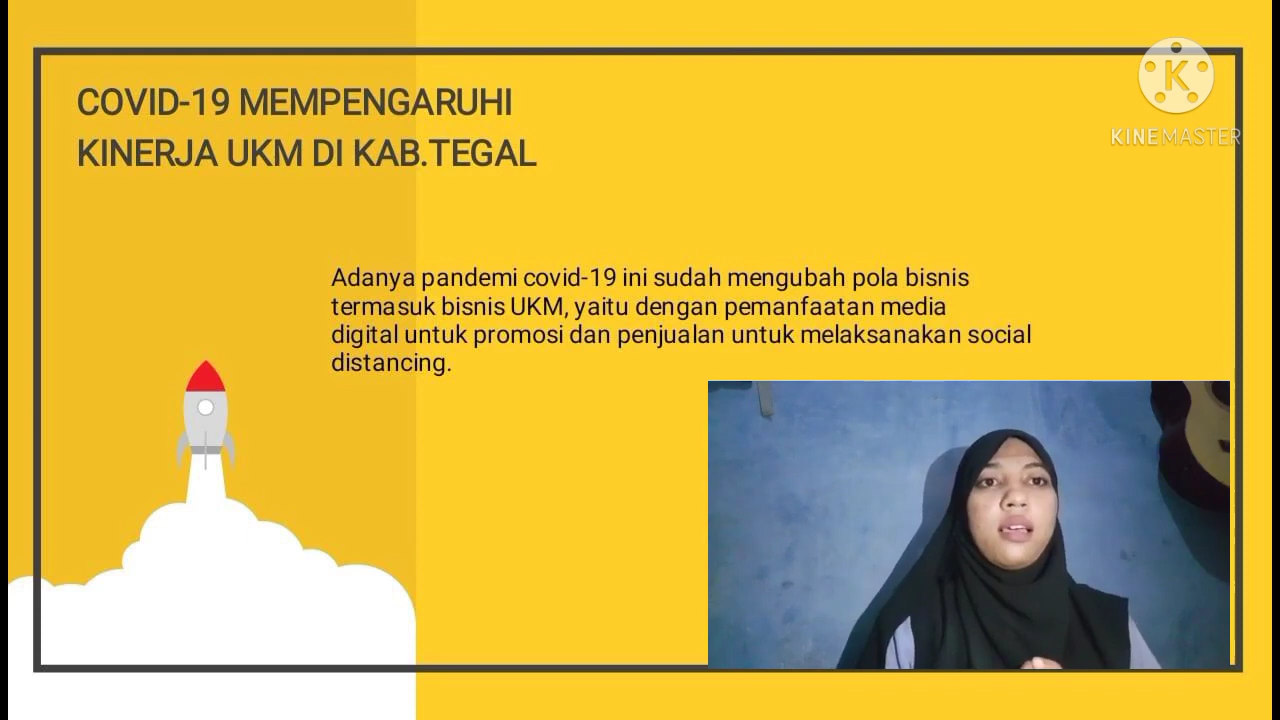 COVID-19 MEMPENGARUHI
KINERJA UKM DI KAB.TEGAL
K
KINEMASTER
Adanya pandemi covid-19 ini sudah mengubah pola bisnis
termasuk bisnis UKM, yaitu dengan pemanfaatan media
digital untuk promosi dan penjualan untuk melaksanakan social
distancing.